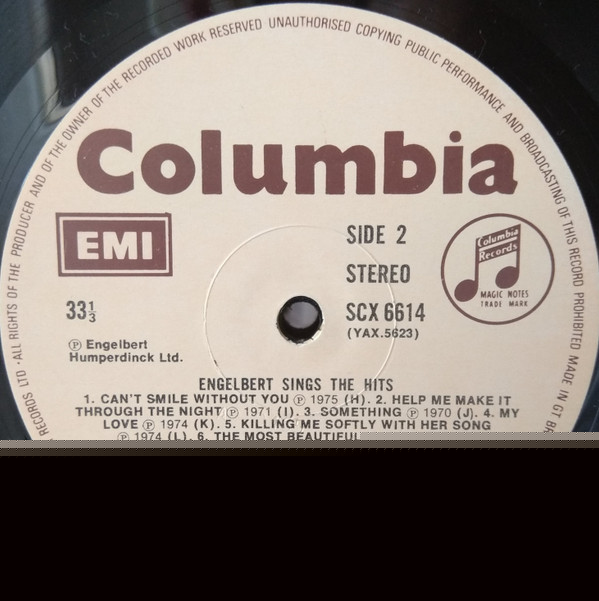 RECORDS LTD · ALL RIGHTS OF THE PRODUCER AND OF THE OWNER OF THE RECORDED WORK RESERVED UNAUTHORISED COPYING PUBLIC PERFORMANCE AND BROADCASTING OF THIS RECORD PROHIBITED MADE IN GT
Columbia
EMI
SIDE 2
STEREO
Columbia
Records
MAGIC NOTES
TRADE MARK
33⅓
SCX 6614
(YAX.5623)
℗ Engelbert
Humperdinck Ltd.
ENGELBERT SINGS THE HITS
1. CAN'T SMILE WITHOUT YOU ℗ 1975 (H). 2. HELP ME MAKE IT
THROUGH THE NIGHT ℗ 1971 (I). 3. SOMETHING ℗ 1970 (J). 4. MY
LOVE ℗ 1974 (K). 5. KILLING ME SOFTLY WITH HER SONG
℗ 1974 (L). 6. THE MOST BEAUTIFUL